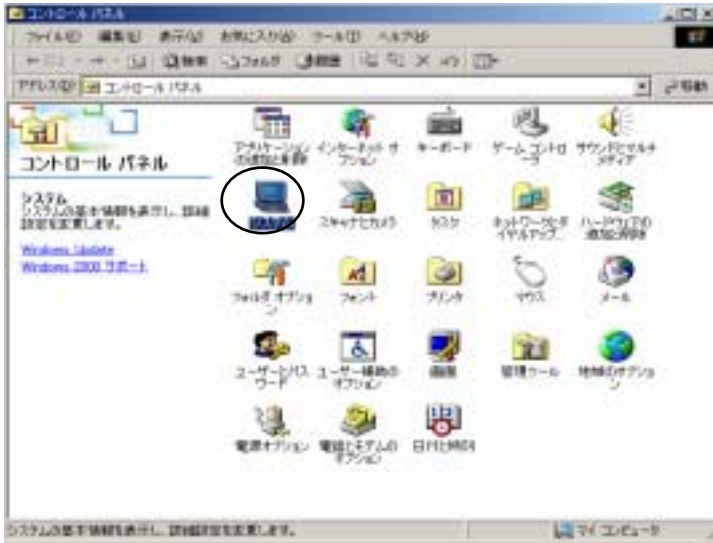 コントロール パネル
ファイル(F) 編集(E) 表示(V) お気に入り(A) ツール(T) ヘルプ(H)
検索 フォルダ 履歴
アドレス(D) コントロール パネル 移動
コントロール パネル
システム
システムの基本情報を表示し、詳細
設定を変更します。
Windows Update
Windows 2000 サポート
アプリケーション
の追加と削除
インターネット オ
プション
キーボード
ゲーム コントロ
ーラ
サウンドとマルチ
メディア
システム
スキャナとカメラ
タスク
ネットワークとダ
イヤルアップ...
ハードウェアの
追加と削除
フォルダ オプショ
ン
フォント
プリンタ
マウス
メール
ユーザーとパス
ワード
ユーザー補助の
オプション
画面
管理ツール
地域のオプショ
ン
電源オプション
電話とモデムの
オプション
日付と時刻
システムの基本情報を表示し、詳細設定を変更します。 マイ コンピュータ